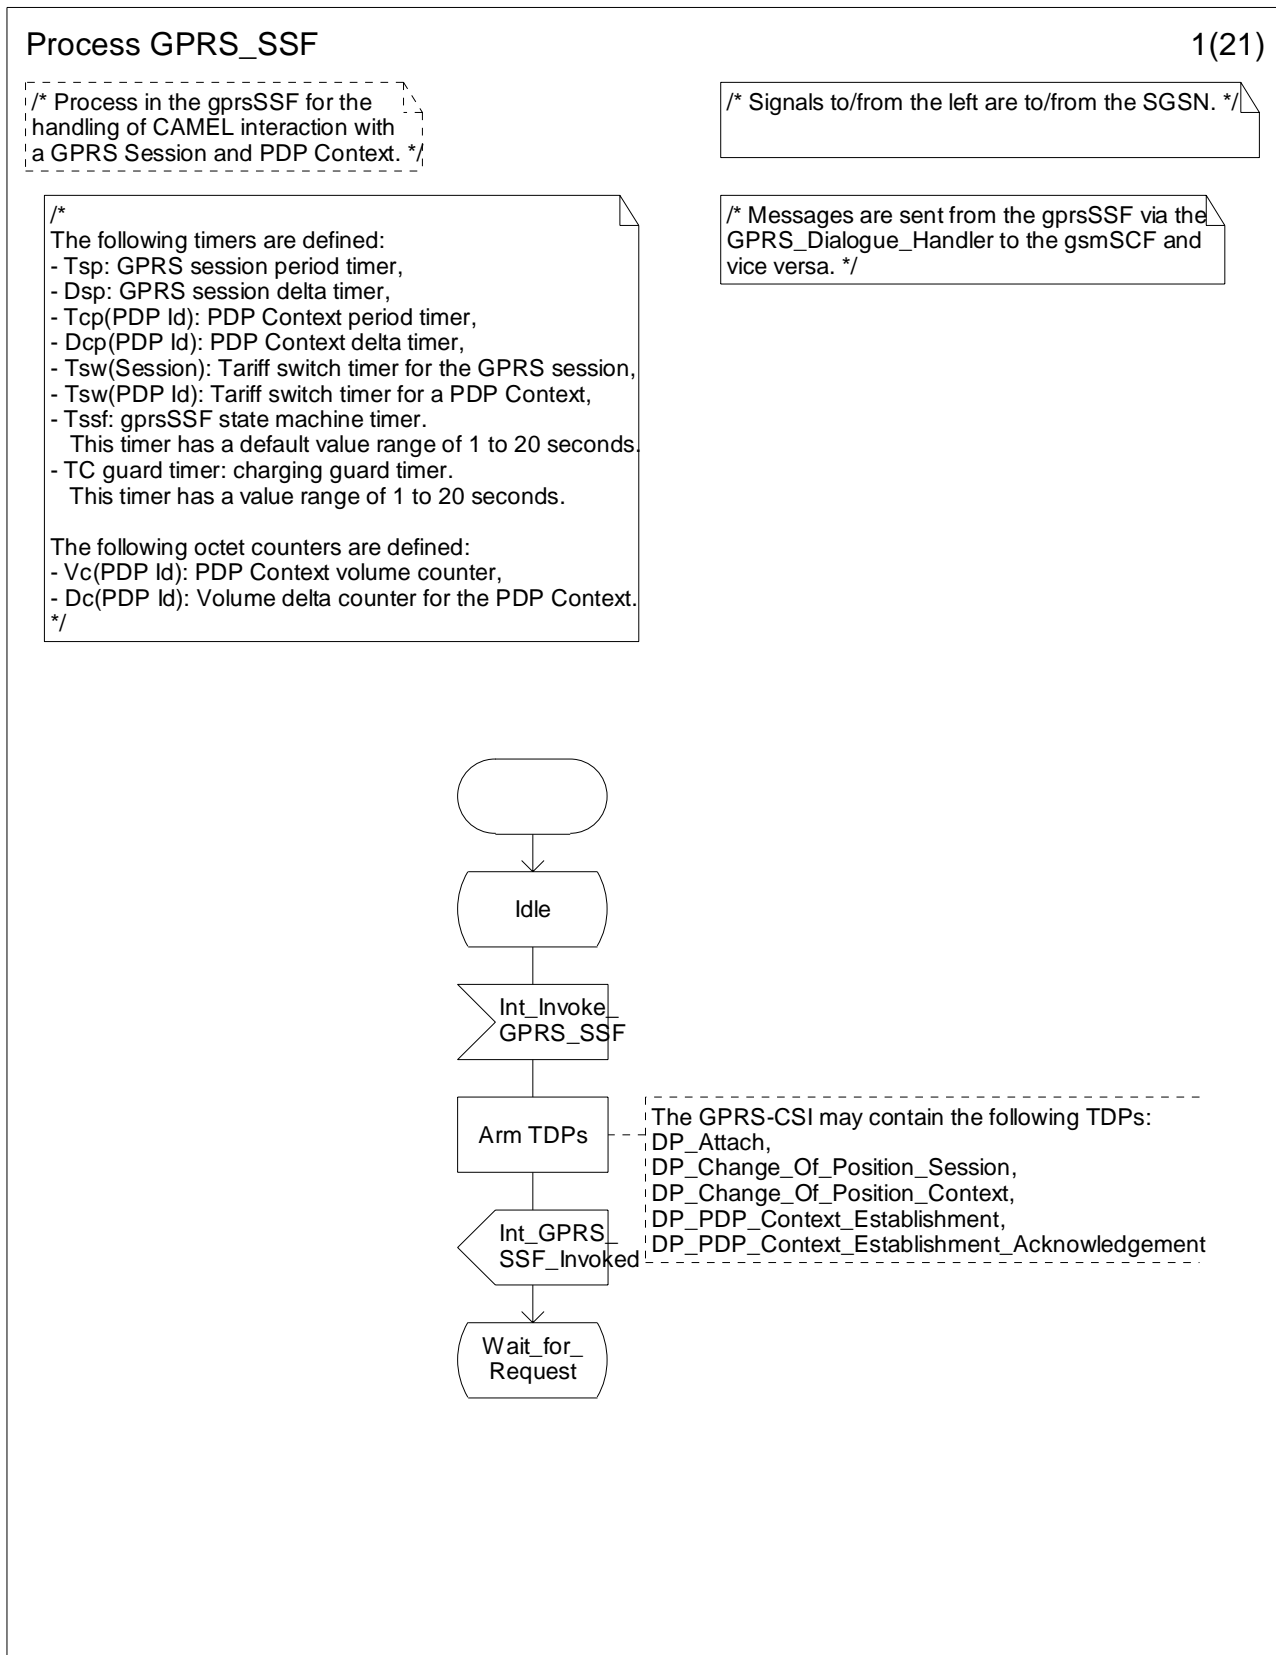 Process GPRS_SSF
1(21)
/* Process in the gprsSSF for the
handling of CAMEL interaction with
a GPRS Session and PDP Context. */
/* Signals to/from the left are to/from the SGSN. */
/*
The following timers are defined:
- Tsp: GPRS session period timer,
- Dsp: GPRS session delta timer,
- Tcp(PDP Id): PDP Context period timer,
- Dcp(PDP Id): PDP Context delta timer,
- Tsw(Session): Tariff switch timer for the GPRS session,
- Tsw(PDP Id): Tariff switch timer for a PDP Context,
- Tssf: gprsSSF state machine timer.
This timer has a default value range of 1 to 20 seconds.
- TC guard timer: charging guard timer.
This timer has a value range of 1 to 20 seconds.
The following octet counters are defined:
- Vc(PDP Id): PDP Context volume counter,
- Dc(PDP Id): Volume delta counter for the PDP Context.
*/
/* Messages are sent from the gprsSSF via the
GPRS_Dialogue_Handler to the gsmSCF and
vice versa. */
Idle
Int_Invoke_
GPRS_SSF
Arm TDPs
The GPRS-CSI may contain the following TDPs:
DP_Attach,
DP_Change_Of_Position_Session,
DP_Change_Of_Position_Context,
DP_PDP_Context_Establishment,
DP_PDP_Context_Establishment_Acknowledgement
Int_GPRS_
SSF_Invoked
Wait_for_
Request